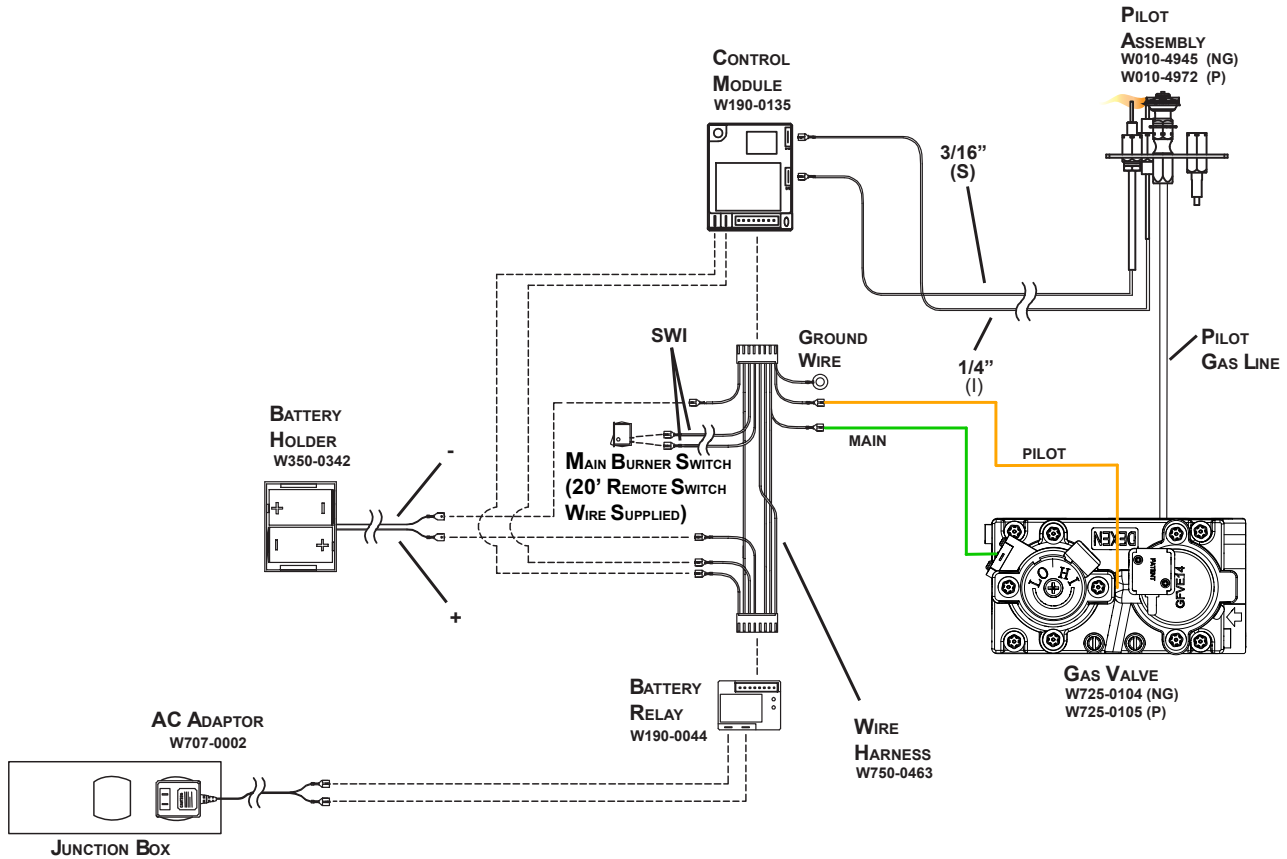 PILOT
ASSEMBLY
W010-4945 (NG)
W010-4972 (P)
CONTROL
MODULE
W190-0135
3/16”
(S)
1/4”
(I)
PILOT
GAS LINE
SWI
GROUND
WIRE
MAIN
PILOT
BATTERY
HOLDER
W350-0342
-
+
+ -
- +
MAIN BURNER SWITCH
(20' REMOTE SWITCH
WIRE SUPPLIED)
DEXEN
LO HI
PATENT
GFVE14
GAS VALVE
W725-0104 (NG)
W725-0105 (P)
BATTERY
RELAY
W190-0044
WIRE
HARNESS
W750-0463
AC ADAPTOR
W707-0002
JUNCTION BOX